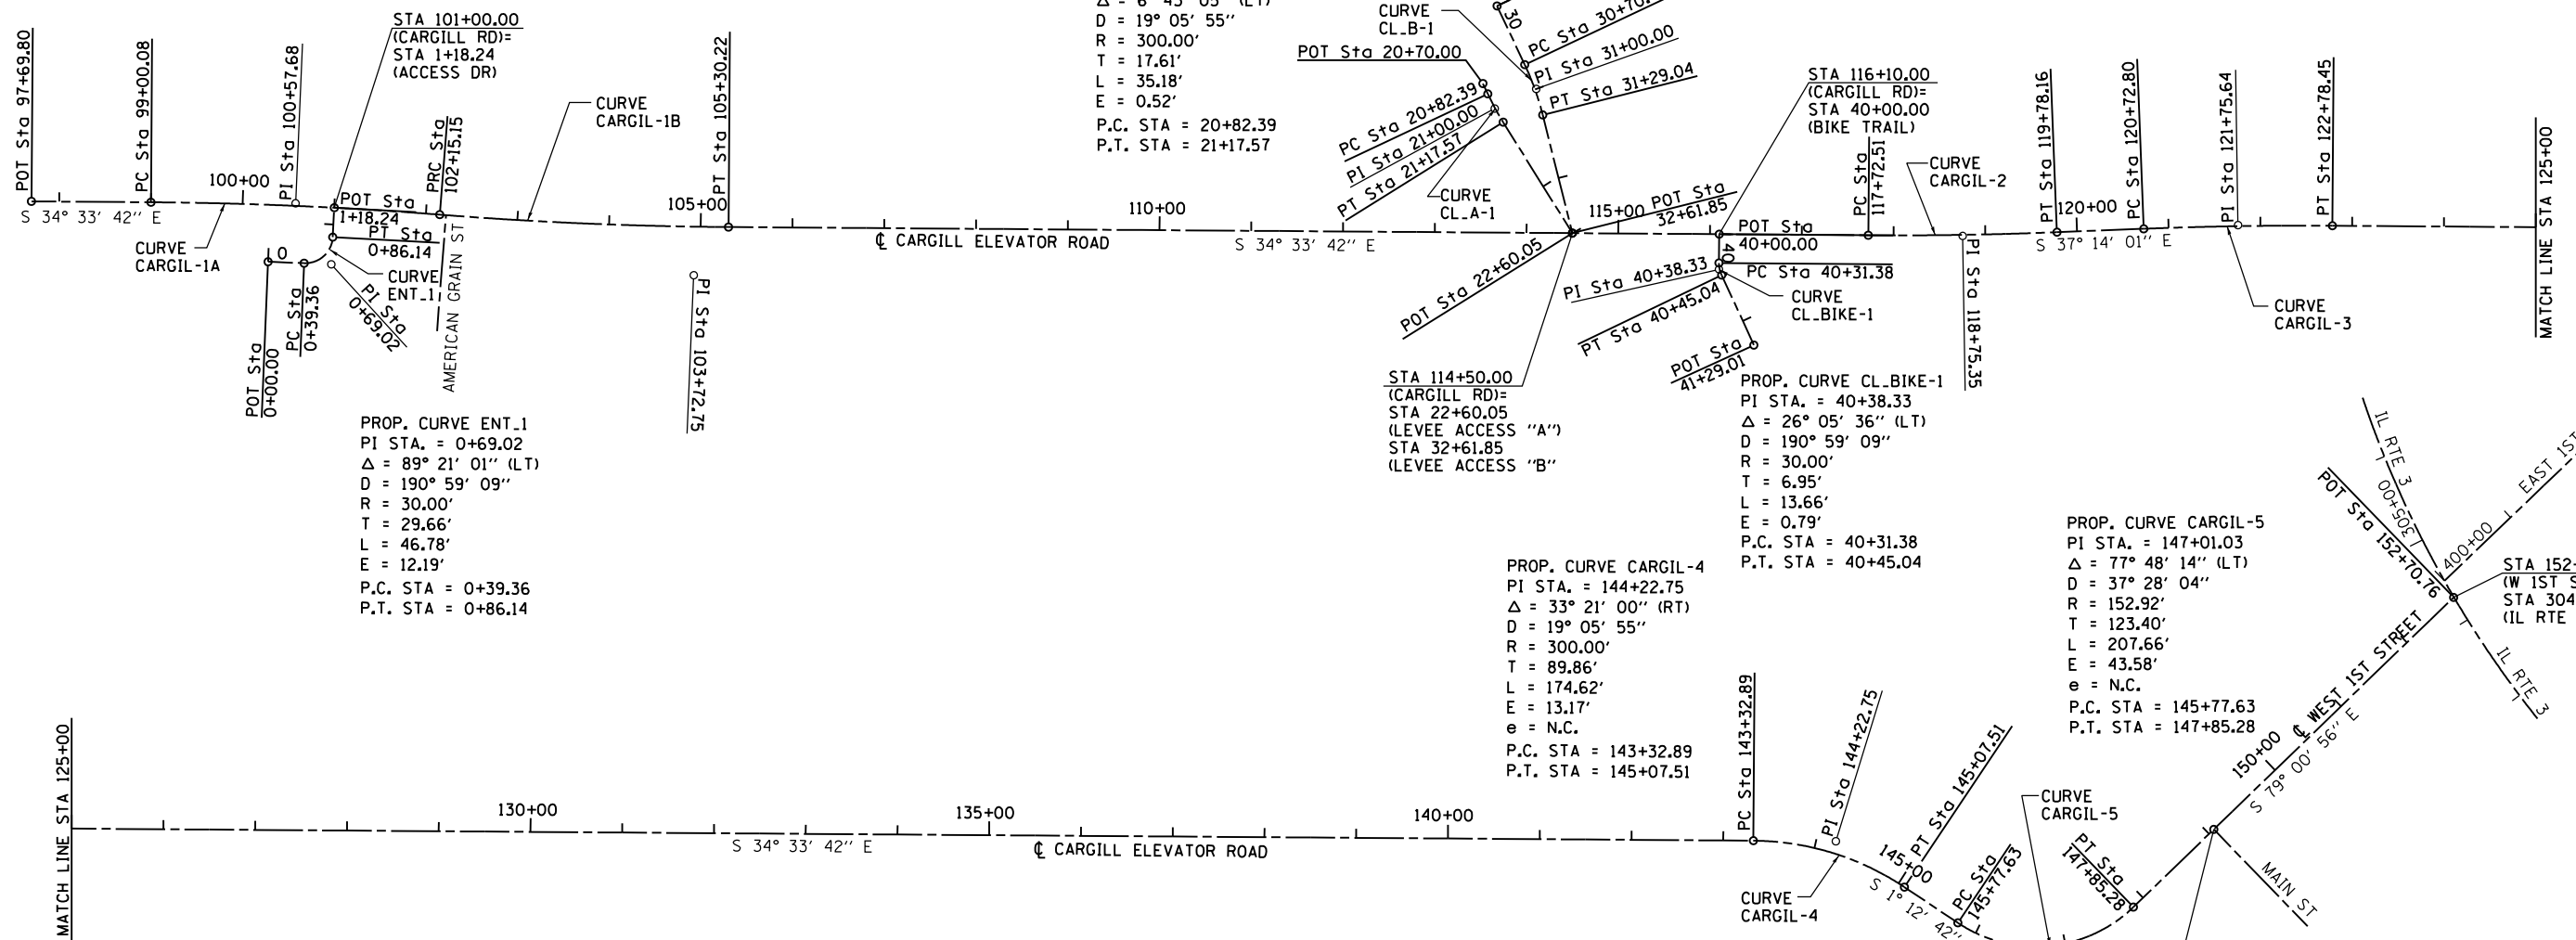 POT Sta 97+69.80
PC Sta 99+00.08
100+00
PI Sta 100+57.68
STA 101+00.00
(CARGILL RD)=
STA 1+18.24
(ACCESS DR)
POT Sta
1+18.24
PT Sta
0+86.14
PRC Sta
102+15.15
CURVE
CARGIL-1B
105+00
PT Sta 105+30.22
S 34° 33' 42'' E
CURVE
CARGIL-1A
0
CURVE
ENT_1
PI Sta
0+69.02
PC Sta
0+39.36
POT Sta
0+00.00
AMERICAN GRAIN ST
PI Sta 103+72.75
℄ CARGILL ELEVATOR ROAD
110+00
S 34° 33' 42'' E
D = 19° 05' 55''
R = 300.00'
T = 17.61'
L = 35.18'
E = 0.52'
P.C. STA = 20+82.39
P.T. STA = 21+17.57
CURVE
CL_B-1
30
PI Sta 31+00.00
PT Sta 31+29.04
POT Sta 20+70.00
PC Sta 20+82.39
PI Sta 21+00.00
PT Sta 21+17.57
CURVE
CL_A-1
POT Sta 22+60.05
115+00
POT Sta
32+61.85
STA 116+10.00
(CARGILL RD)=
STA 40+00.00
(BIKE TRAIL)
POT Sta
40+00.00
40
PC Sta
117+72.51
CURVE
CARGIL-2
PI Sta 40+38.33
PC Sta 40+31.38
PT Sta 40+45.04
CURVE
CL_BIKE-1
POT Sta
41+29.01
PI Sta 118+75.35
PT Sta 119+78.16
120+00
S 37° 14' 01'' E
PC Sta 120+72.80
PI Sta 121+75.64
PT Sta 122+78.45
CURVE
CARGIL-3
MATCH LINE STA 125+00
STA 114+50.00
(CARGILL RD)=
STA 22+60.05
(LEVEE ACCESS ''A'')
STA 32+61.85
(LEVEE ACCESS ''B''
PROP. CURVE ENT_1
PI STA. = 0+69.02
Δ = 89° 21' 01'' (LT)
D = 190° 59' 09''
R = 30.00'
T = 29.66'
L = 46.78'
E = 12.19'
P.C. STA = 0+39.36
P.T. STA = 0+86.14
PROP. CURVE CL_BIKE-1
PI STA. = 40+38.33
Δ = 26° 05' 36'' (LT)
D = 190° 59' 09''
R = 30.00'
T = 6.95'
L = 13.66'
E = 0.79'
P.C. STA = 40+31.38
P.T. STA = 40+45.04
PROP. CURVE CARGIL-4
PI STA. = 144+22.75
Δ = 33° 21' 00'' (RT)
D = 19° 05' 55''
R = 300.00'
T = 89.86'
L = 174.62'
E = 13.17'
e = N.C.
P.C. STA = 143+32.89
P.T. STA = 145+07.51
PROP. CURVE CARGIL-5
PI STA. = 147+01.03
Δ = 77° 48' 14'' (LT)
D = 37° 28' 04''
R = 152.92'
T = 123.40'
L = 207.66'
E = 43.58'
e = N.C.
P.C. STA = 145+77.63
P.T. STA = 147+85.28
IL RTE 3
305+00
POT Sta 152+70.76
400+00
EAST 1ST
STA 152+
(W 1ST S
STA 304
(IL RTE
IL RTE 3
℄ WEST 1ST STREET
150+00
S 79° 00' 56'' E
MATCH LINE STA 125+00
130+00
S 34° 33' 42'' E
135+00
℄ CARGILL ELEVATOR ROAD
140+00
PC Sta 143+32.89
PI Sta 144+22.75
PT Sta 145+07.51
145+00
S 1° 12' 42''
CURVE
CARGIL-4
PC Sta
145+77.63
CURVE
CARGIL-5
PT Sta
147+85.28
MAIN ST